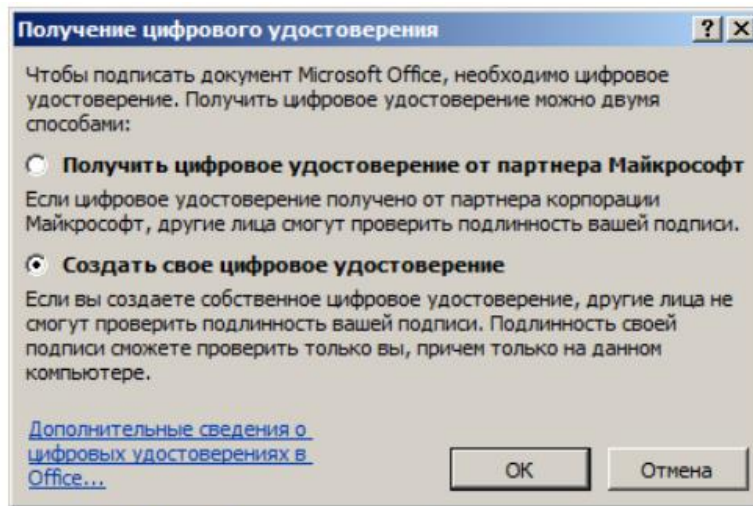 Получение цифрового удостоверения
Чтобы подписать документ Microsoft Office, необходимо цифровое
удостоверение. Получить цифровое удостоверение можно двумя
способами:
Получить цифровое удостоверение от партнера Майкрософт
Если цифровое удостоверение получено от партнера корпорации
Майкрософт, другие лица смогут проверить подлинность вашей подписи.
Создать свое цифровое удостоверение
Если вы создаете собственное цифровое удостоверение, другие лица не
смогут проверить подлинность вашей подписи. Подлинность своей
подписи сможете проверить только вы, причем только на данном
компьютере.
Дополнительные сведения о
цифровых удостоверениях в
Office...
ОК
Отмена